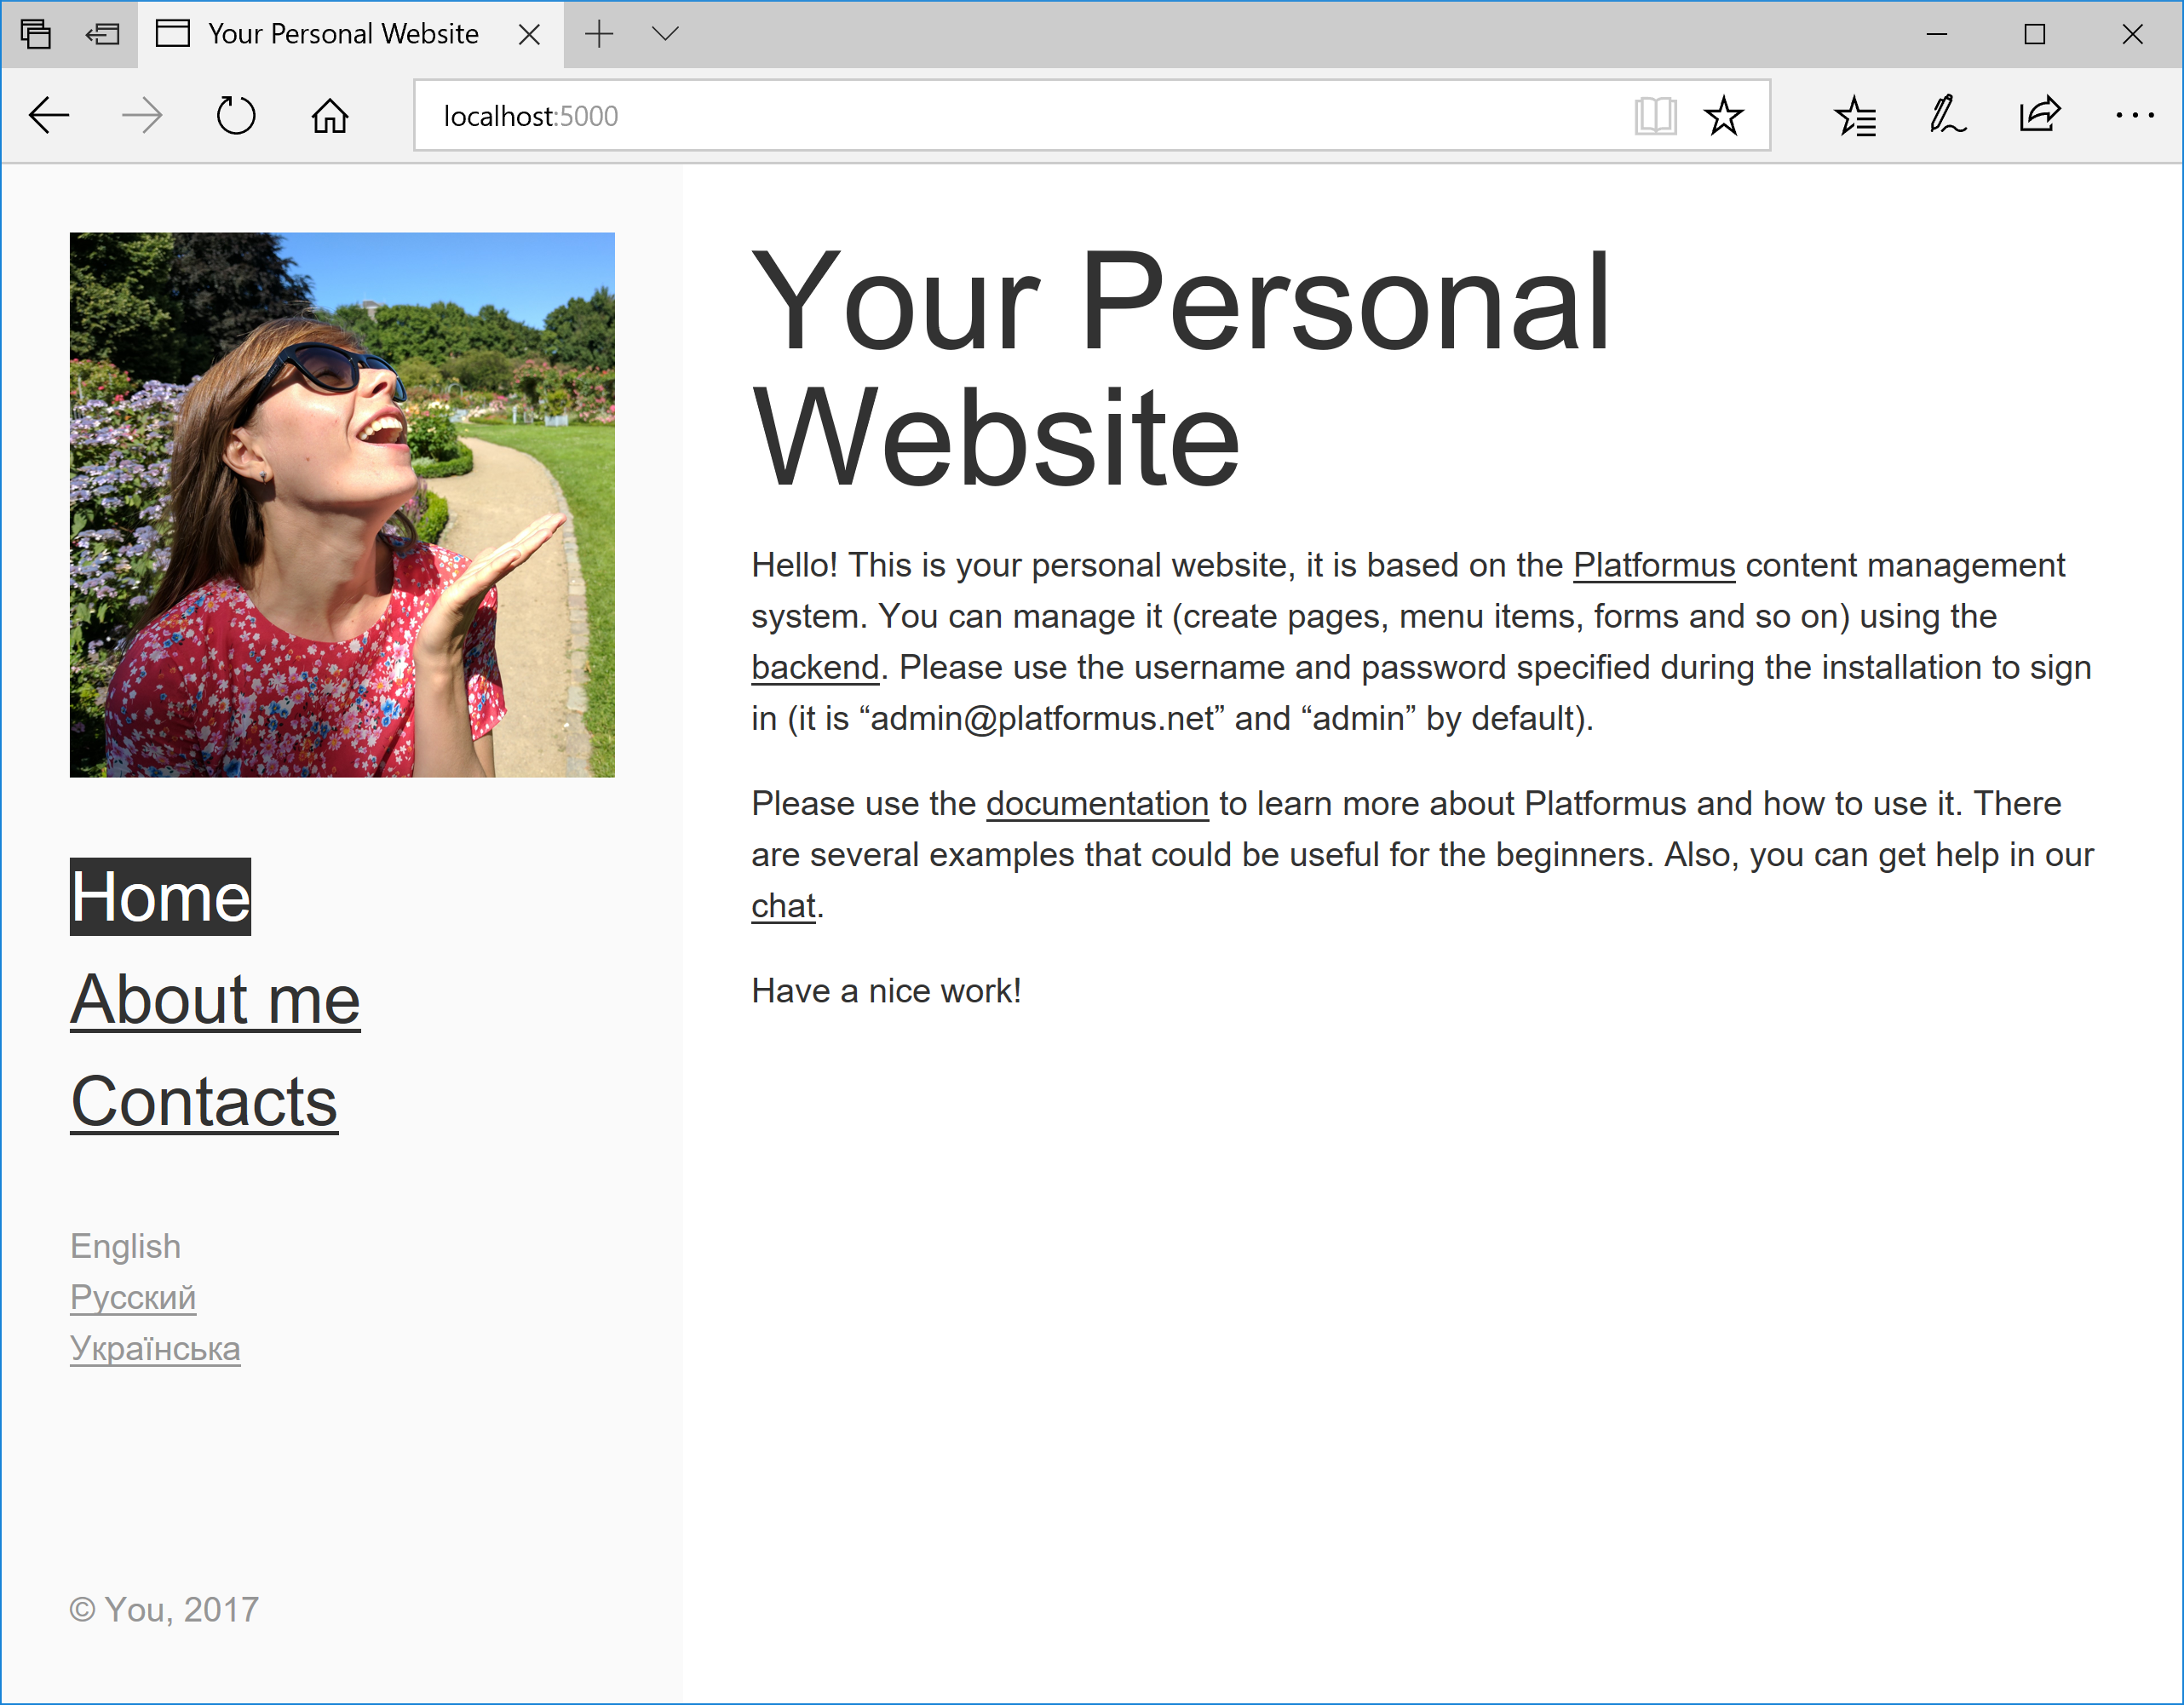 Your Personal Website
localhost:5000
Home
About me
Contacts
English
Русский
Українська
© You, 2017
Your Personal
Website
Hello! This is your personal website, it is based on the Platformus content management
system. You can manage it (create pages, menu items, forms and so on) using the
backend. Please use the username and password specified during the installation to sign
in (it is “admin@platformus.net” and “admin” by default).
Please use the documentation to learn more about Platformus and how to use it. There
are several examples that could be useful for the beginners. Also, you can get help in our
chat.
Have a nice work!